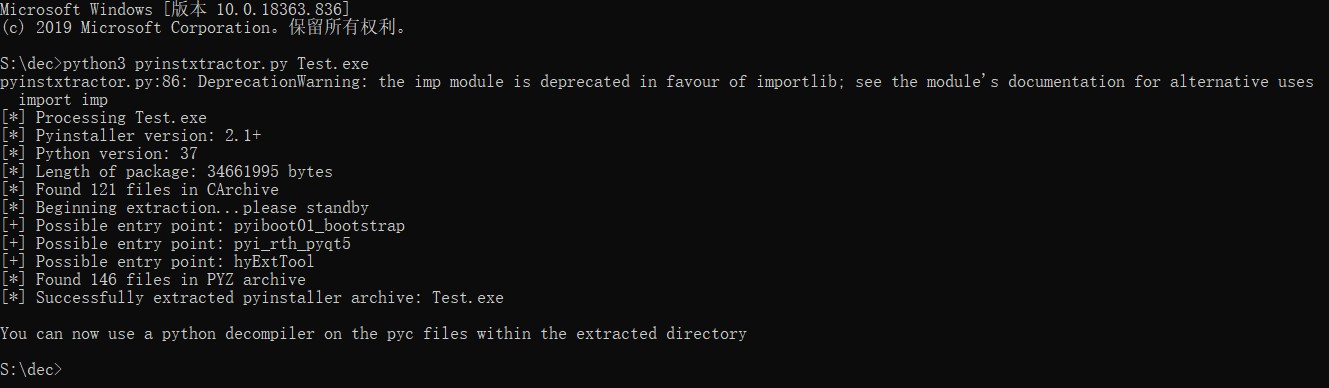 Microsoft Windows [版本 10.0.18363.836]
(c) 2019 Microsoft Corporation。保留所有权利。
S:\dec>python3 pyinstxtractor.py Test.exe
pyinstxtractor.py:86: DeprecationWarning: the imp module is deprecated in favour of importlib; see the module's documentation for alternative uses
  import imp
[*] Processing Test.exe
[*] Pyinstaller version: 2.1+
[*] Python version: 37
[*] Length of package: 34661995 bytes
[*] Found 121 files in CArchive
[*] Beginning extraction...please standby
[+] Possible entry point: pyiboot01_bootstrap
[+] Possible entry point: pyi_rth_pyqt5
[+] Possible entry point: hyExtTool
[*] Found 146 files in PYZ archive
[*] Successfully extracted pyinstaller archive: Test.exe
You can now use a python decompiler on the pyc files within the extracted directory
S:\dec>